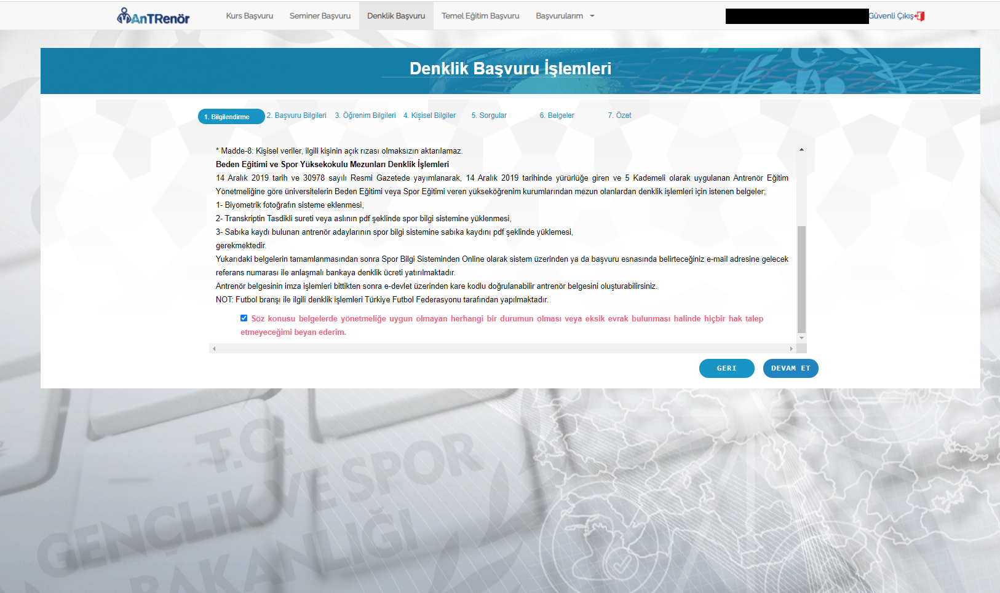 AnTRenör
Kurs Başvuru
Seminer Başvuru
Denklik Başvuru
Temel Eğitim Başvuru
Başvurularım
Güvenli Çıkış
Denklik Başvuru İşlemleri
1. Bilgilendirme
2. Başvuru Bilgileri
3. Öğrenim Bilgileri
4. Kişisel Bilgiler
5. Sorgular
6. Belgeler
7. Özet
* Madde-8: Kişisel veriler, ilgili kişinin açık rızası olmaksızın aktarılamaz.
Beden Eğitimi ve Spor Yüksekokulu Mezunları Denklik İşlemleri
14 Aralık 2019 tarih ve 30978 sayılı Resmi Gazetede yayımlanarak, 14 Aralık 2019 tarihinde yürürlüğe giren ve 5 Kademeli olarak uygulanan Antrenör Eğitim
Yönetmeliğine göre üniversitelerin Beden Eğitimi veya Spor Eğitimi veren yükseköğrenim kurumlarından mezun olanlardan denklik işlemleri için istenen belgeler;
1- Biyometrik fotoğrafın sisteme eklenmesi,
2- Transkriptin Tasdikli sureti veya aslının pdf şeklinde spor bilgi sistemine yüklenmesi,
3- Sabıka kaydı bulunan antrenör adaylarının spor bilgi sistemine sabıka kaydını pdf şeklinde yüklemesi,
gerekmektedir.
Yukarıdaki belgelerin tamamlanmasından sonra Spor Bilgi Sisteminden Online olarak sistem üzerinden ya da başvuru esnasında belirteceğiniz e-mail adresine gelecek
referans numarası ile anlaşmalı bankaya denklik ücreti yatırılmaktadır.
Antrenör belgesinin imza işlemleri bittikten sonra e-devlet üzerinden kare kodlu doğrulanabilir antrenör belgesini oluşturabilirsiniz.
NOT: Futbol branşı ile ilgili denklik işlemleri Türkiye Futbol Federasyonu tarafından yapılmaktadır.
Söz konusu belgelerde yönetmeliğe uygun olmayan herhangi bir durumun olması veya eksik evrak bulunması halinde hiçbir hak talep
etmeyeceğimi beyan ederim.
GERI
DEVAM ET
T.C.
GENÇLİK VE SPOR
BAKANLIĞI